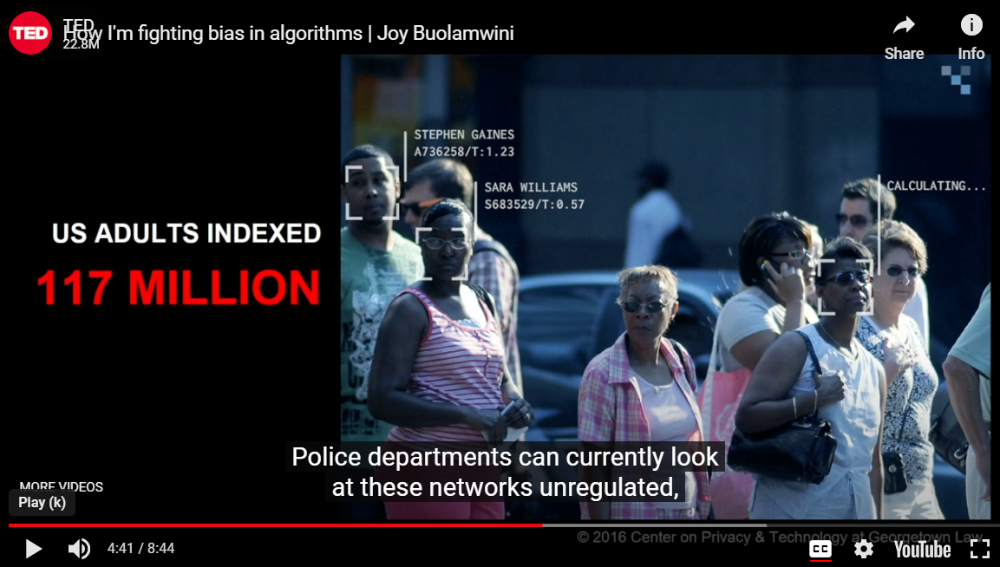 TED
TED
22.8M
How I'm fighting bias in algorithms | Joy Buolamwini
Share
Info
STEPHEN GAINES
A736258/T:1.23
SARA WILLIAMS
S683529/T:0.57
CALCULATING...
US ADULTS INDEXED
117 MILLION
Police departments can currently look
at these networks unregulated,
MORE VIDEOS
Play (k)
© 2016 Center on Privacy & Technology at Georgetown Law
4:41 / 8:44
CC
YouTube